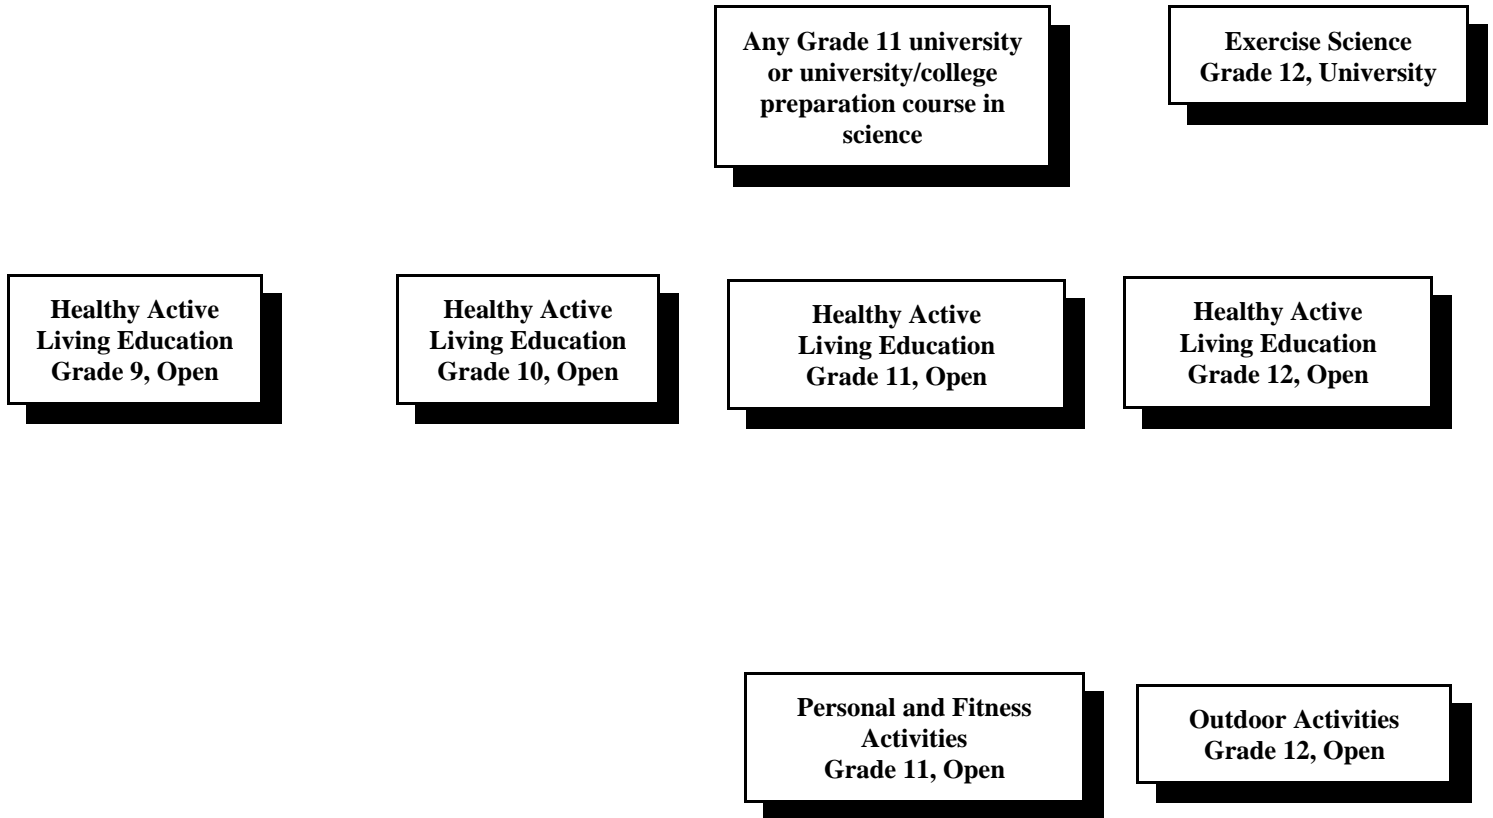 Any Grade 11 university
or university/college
preparation course in
science
Exercise Science
Grade 12, University
Healthy Active
Living Education
Grade 9, Open
Healthy Active
Living Education
Grade 10, Open
Healthy Active
Living Education
Grade 11, Open
Healthy Active
Living Education
Grade 12, Open
Personal and Fitness
Activities
Grade 11, Open
Outdoor Activities
Grade 12, Open